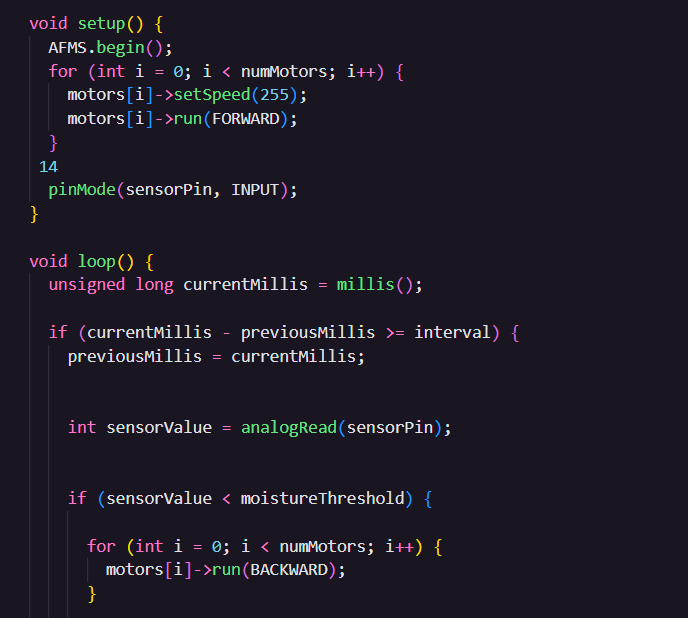 void setup() {
  AFMS.begin();
  for (int i = 0; i < numMotors; i++) {
    motors[i]->setSpeed(255);
    motors[i]->run(FORWARD);
  }
 14
  pinMode(sensorPin, INPUT);
}

void loop() {
  unsigned long currentMillis = millis();

  if (currentMillis - previousMillis >= interval) {
    previousMillis = currentMillis;


    int sensorValue = analogRead(sensorPin);


    if (sensorValue < moistureThreshold) {

      for (int i = 0; i < numMotors; i++) {
        motors[i]->run(BACKWARD);
      }